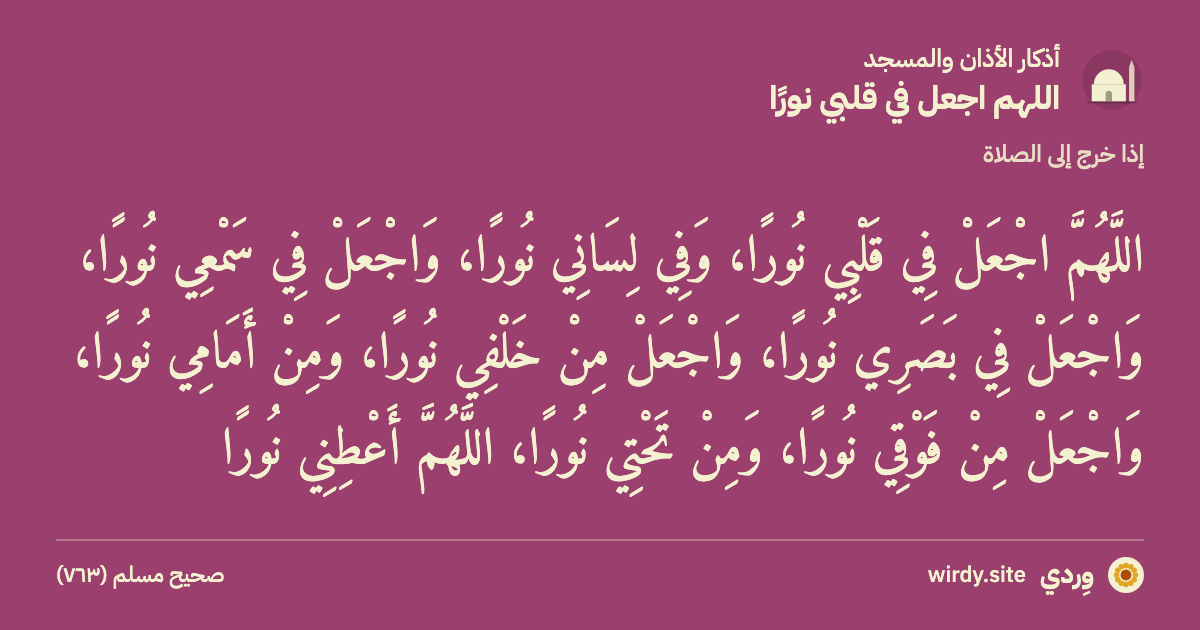 أذكار الأذان والمسجد
اللهم اجعل في قلبي نورًا
إذا خرج إلى الصلاة
اللَّهُمَّ اجْعَلْ فِي قَلْبِي نُورًا، وَفِي لِسَانِي نُورًا، وَاجْعَلْ فِي سَمْعِي نُورًا،
وَاجْعَلْ فِي بَصَرِي نُورًا، وَاجْعَلْ مِنْ خَلْفِي نُورًا، وَمِنْ أَمَامِي نُورًا،
وَاجْعَلْ مِنْ فَوْقِي نُورًا، وَمِنْ تَحْتِي نُورًا، اللَّهُمَّ أَعْطِنِي نُورًا
وِردي wirdy.site
صحيح مسلم (٧٦٣)